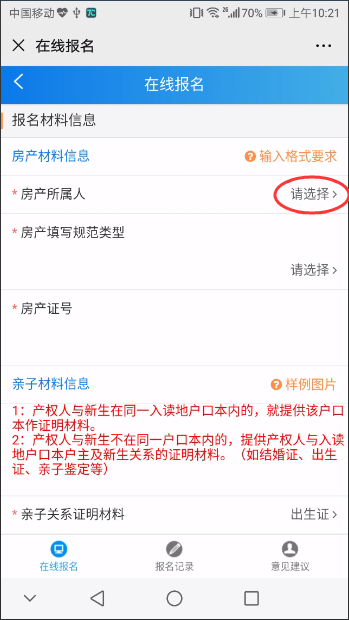 中国移动 26 70% 上午10:21
在线报名
在线报名
报名材料信息
房产材料信息 ? 输入格式要求
* 房产所属人 请选择 >
* 房产填写规范类型
请选择 >
* 房产证号
亲子材料信息 ? 样例图片
1：产权人与新生在同一入读地户口本内的，就提供该户口
本作证明材料。
2：产权人与新生不在同一户口本内的，提供产权人与入读
地户口本户主及新生关系的证明材料。（如结婚证、出生
证、亲子鉴定等）
* 亲子关系证明材料 出生证 >
在线报名 报名记录 意见建议